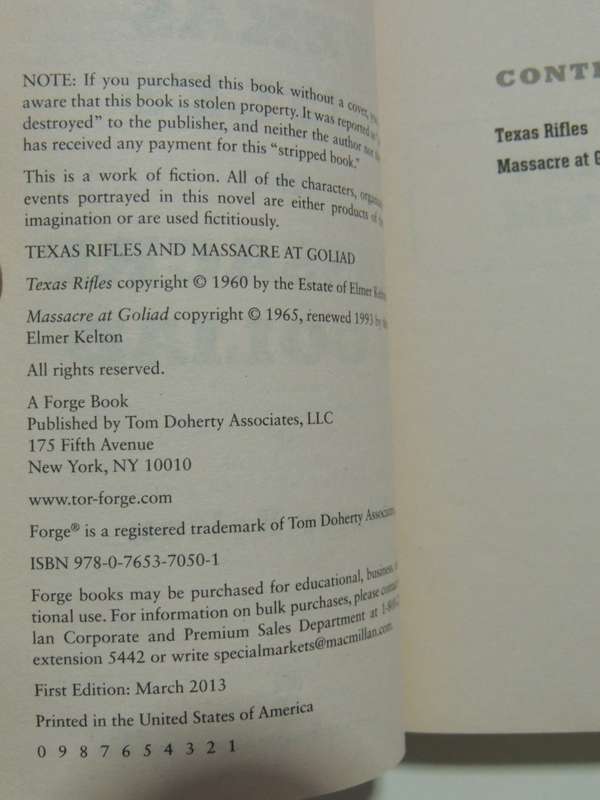 NOTE: If you purchased this book without a cover,
aware that this book is stolen property. It was reported
destroyed” to the publisher, and neither the author
has received any payment for this “stripped book.”
This is a work of fiction. All of the characters,
events portrayed in this novel are either products of
imagination or are used fictitiously.
TEXAS RIFLES AND MASSACRE AT GOLIAD
Texas Rifles copyright © 1960 by the Estate of Elmer
Massacre at Goliad copyright © 1965, renewed 1993
Elmer Kelton
All rights reserved.
A Forge Book
Published by Tom Doherty Associates, LLC
175 Fifth Avenue
New York, NY 10010
www.tor-forge.com
Forge® is a registered trademark of Tom Doherty
ISBN 978-0-7653-7050-1
Forge books may be purchased for educational, business,
tional use. For information on bulk purchases, please
lan Corporate and Premium Sales Department at
extension 5442 or write specialmarkets@macmillan.com.
First Edition: March 2013
Printed in the United States of America
0 9 8 7 6 5 4 3 2 1
CONT
Texas Rifles
Massacre at G